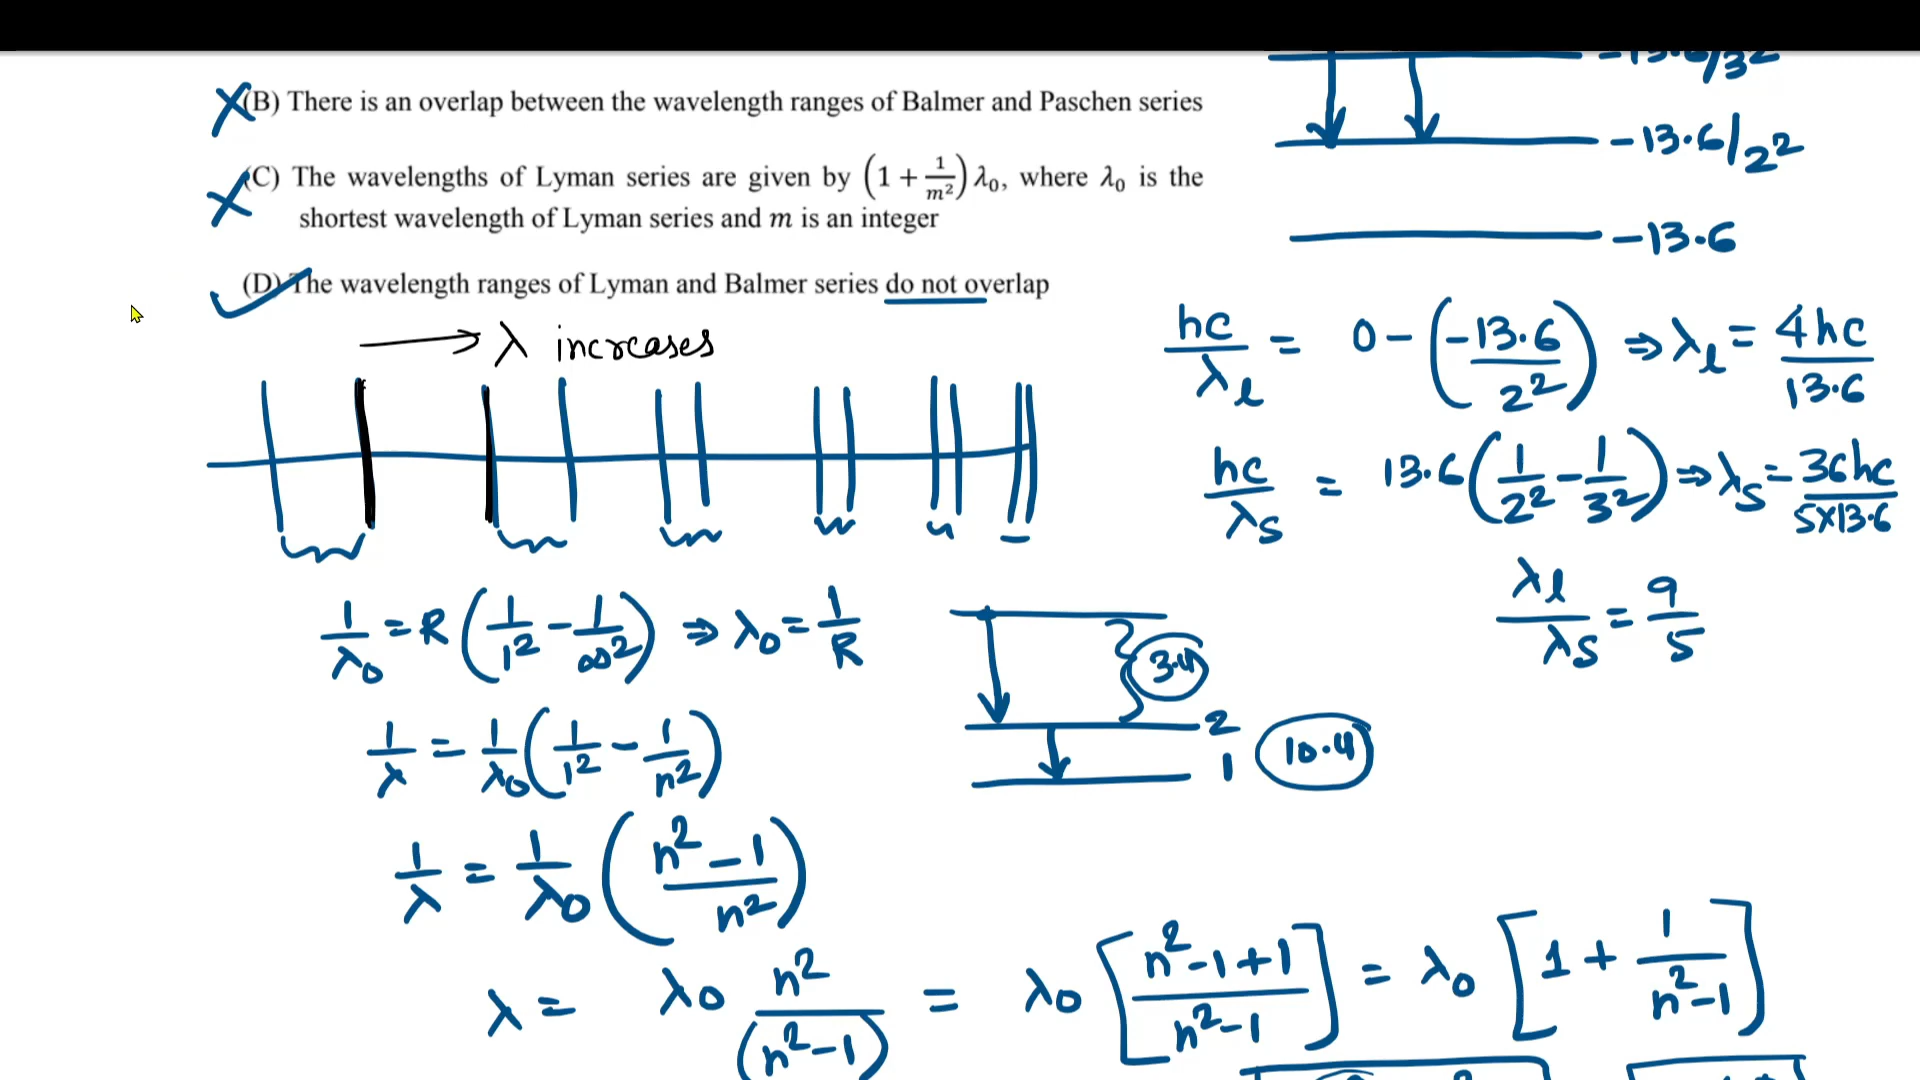 (B) There is an overlap between the wavelength ranges of Balmer and Paschen series
(C) The wavelengths of Lyman series are given by (1 + 1/m²) λ₀, where λ₀ is the
shortest wavelength of Lyman series and m is an integer
(D) The wavelength ranges of Lyman and Balmer series do not overlap
→ λ increases
1/λ₀ = R (1/1² − 1/∞²) ⇒ λ₀ = 1/R
1/λ = 1/λ₀ (1/1² − 1/n²)
1/λ = 1/λ₀ (n² − 1 / n²)
λ = λ₀ n²/(n² − 1) = λ₀ [n² − 1 + 1 / n² − 1] = λ₀ [1 + 1/n² − 1]
−13.6/3²
−13.6/2²
−13.6
hc/λl = 0 − (−13.6/2²) ⇒ λl = 4hc/13.6
hc/λs = 13.6 (1/2² − 1/3²) ⇒ λs = 36hc/5×13.6
λl/λs = 9/5
3.4
2
1
10.4